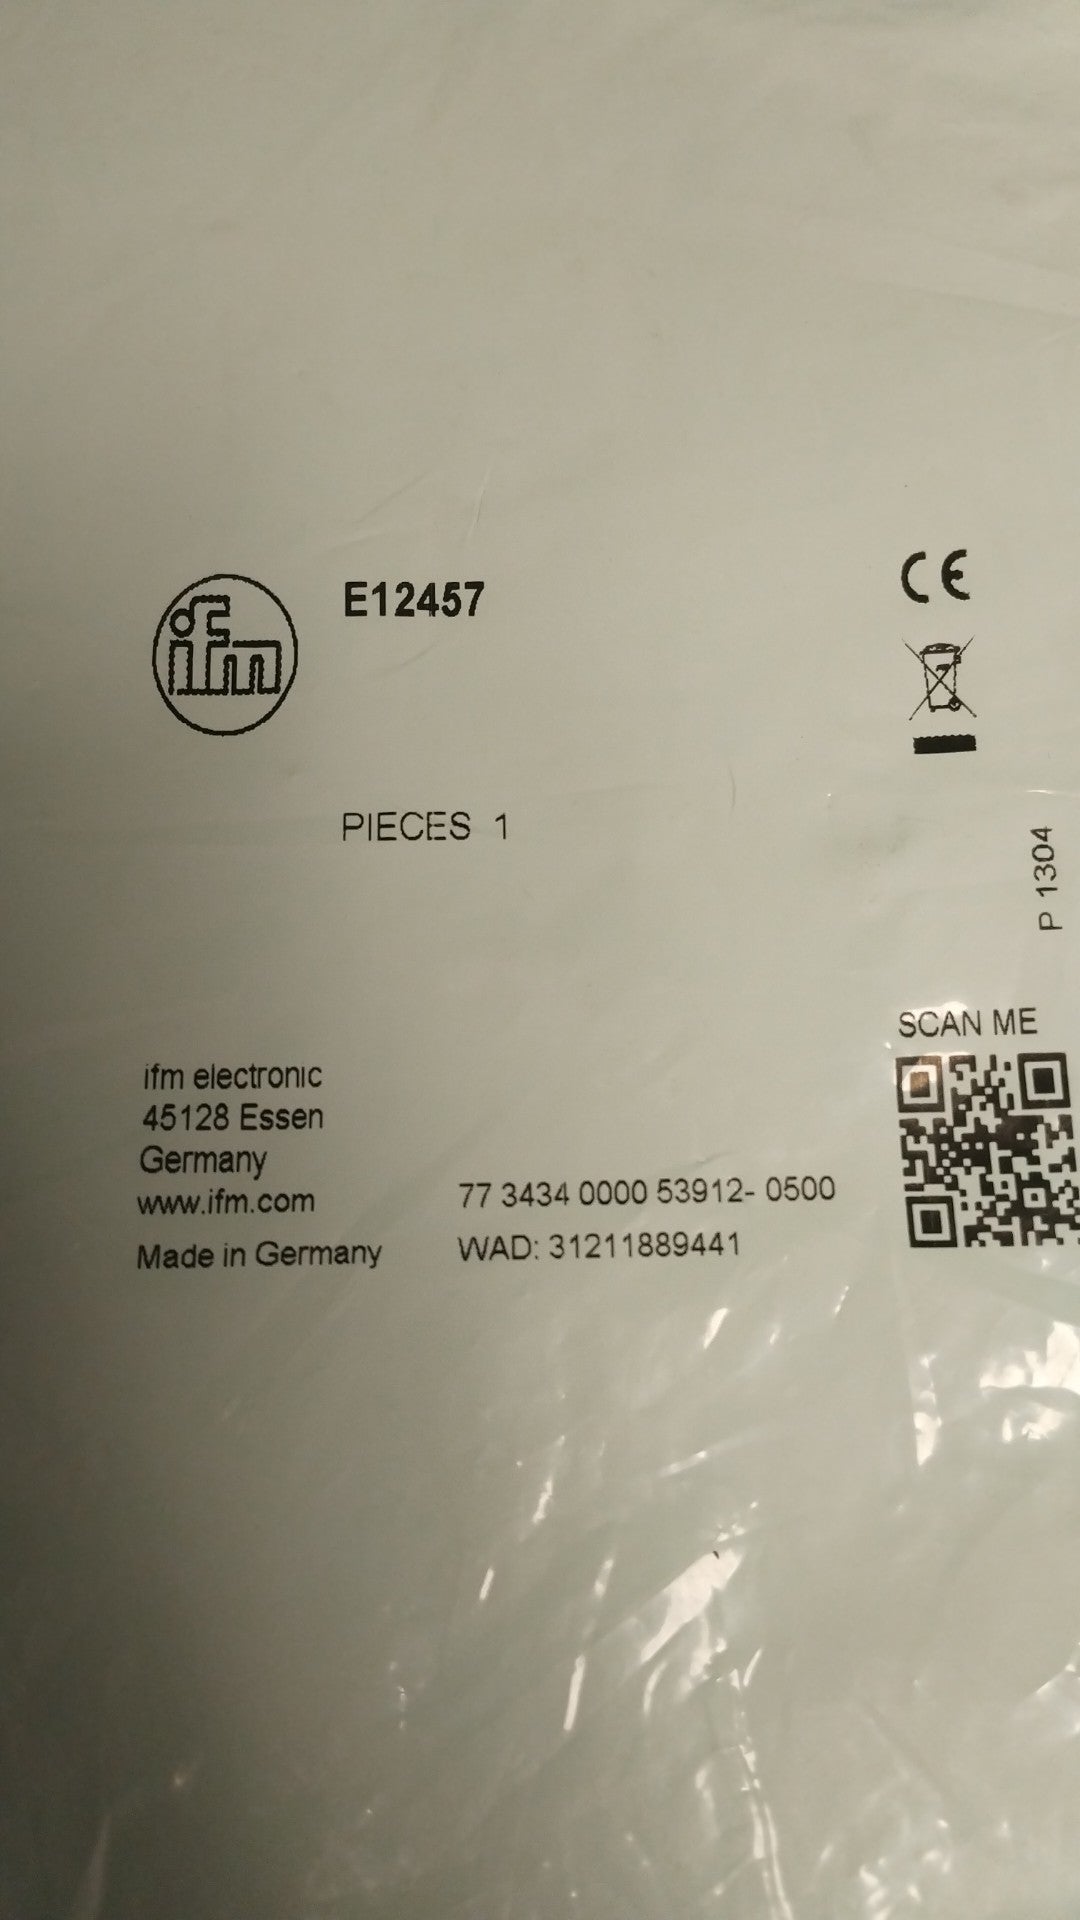 ifm
E12457
CE
PIECES 1
P 1304
SCAN ME
ifm electronic
45128 Essen
Germany
www.ifm.com
77 3434 0000 53912- 0500
Made in Germany
WAD: 31211889441